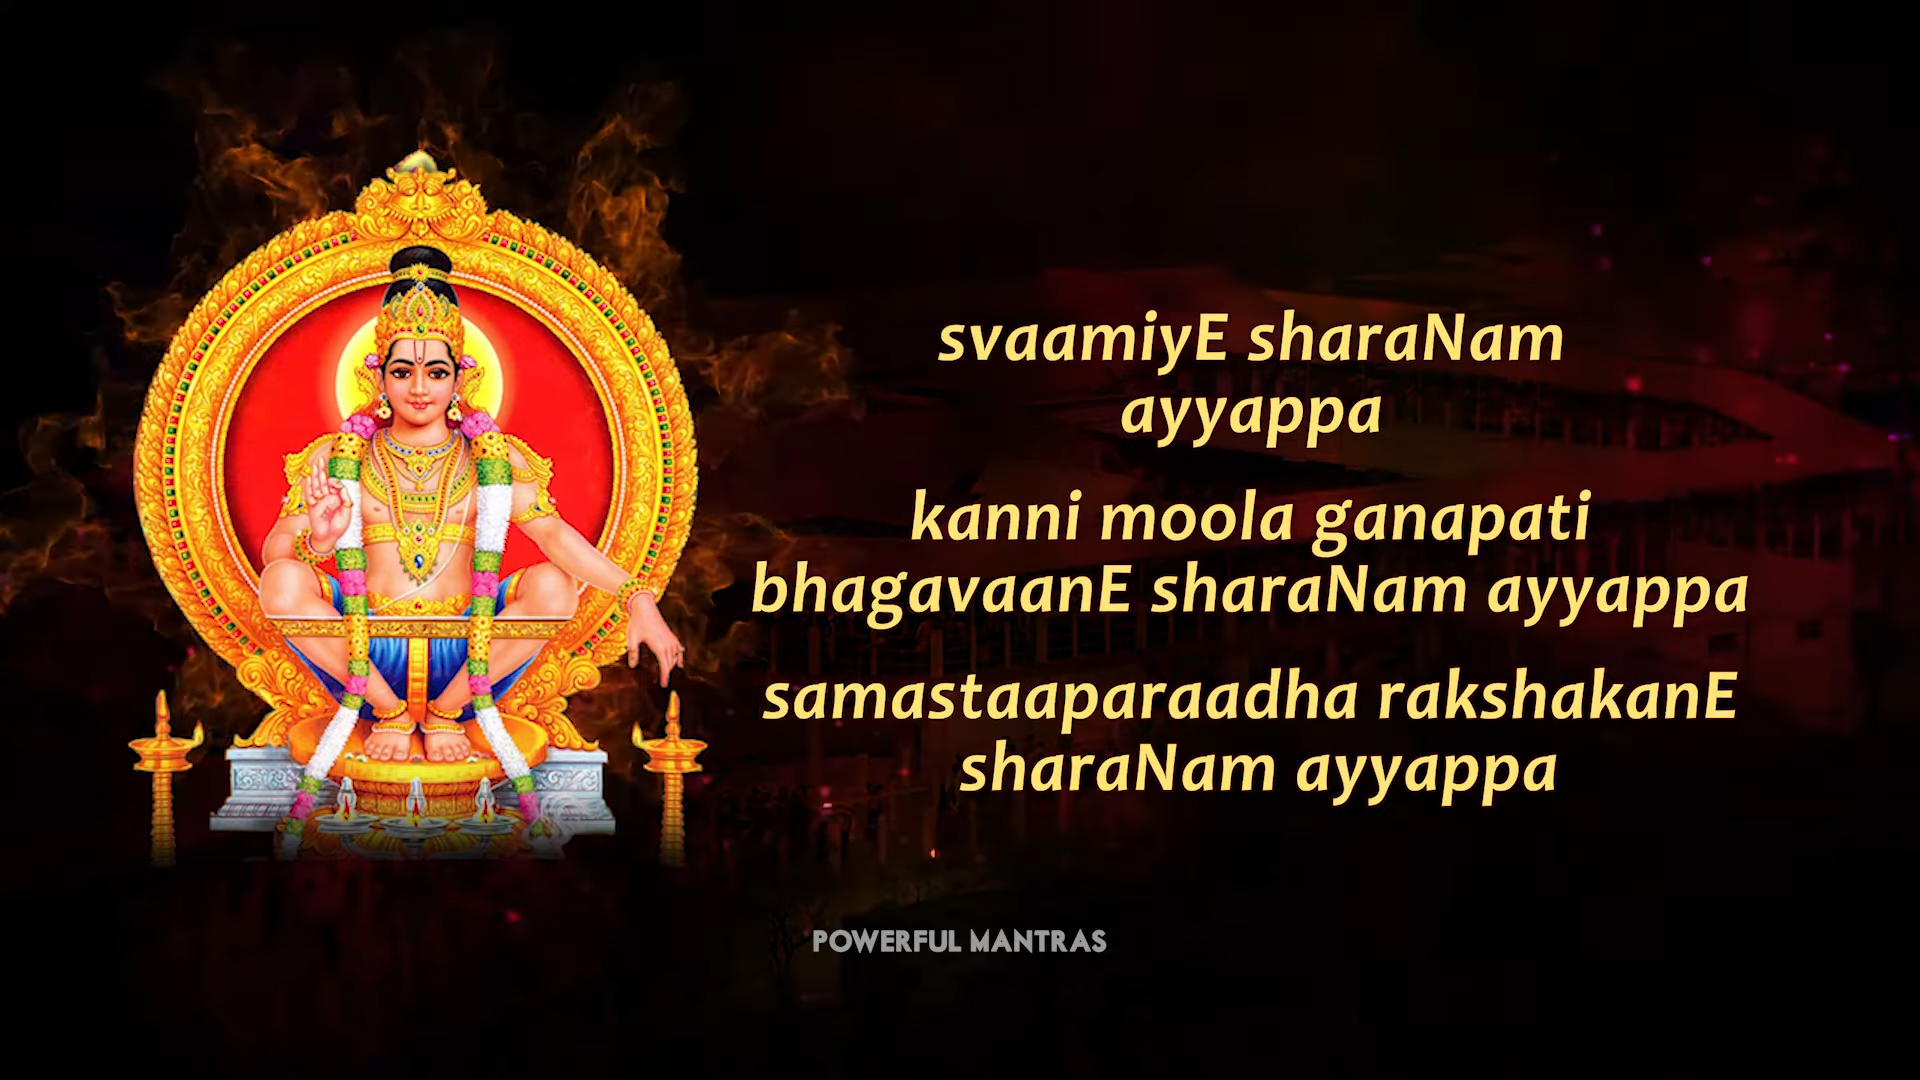 svaamiyE sharaNam
ayyappa
kanni moola ganapati
bhagavaanE sharaNam ayyappa
samastaaparaadha rakshakanE
sharaNam ayyappa
POWERFUL MANTRAS